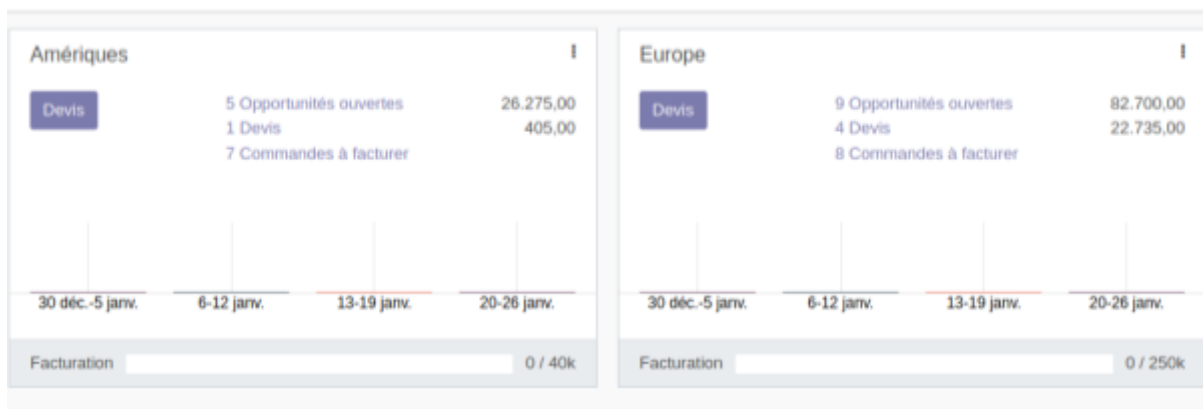 Amériques
Devis
5 Opportunités ouvertes 26.275,00
1 Devis 405,00
7 Commandes à facturer
30 déc.-5 janv. 6-12 janv. 13-19 janv. 20-26 janv.
Facturation 0 / 40k
Europe
Devis
9 Opportunités ouvertes 82.700,00
4 Devis 22.735,00
8 Commandes à facturer
30 déc.-5 janv. 6-12 janv. 13-19 janv. 20-26 janv.
Facturation 0 / 250k